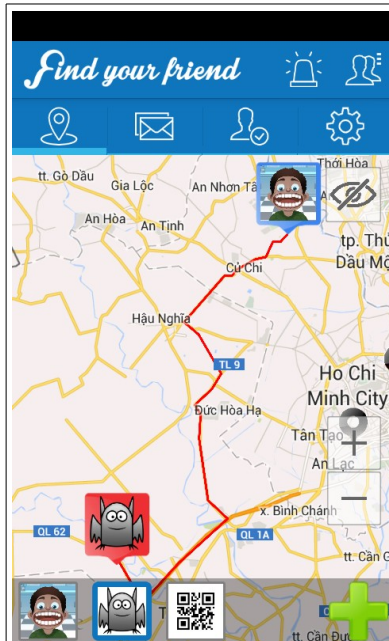 Find your friend
Thới Hòa
tt. Gò Dầu
Gia Lộc
An Nhơn Tâ
An Hòa
An Tịnh
tp. Thủ
Dầu Mộ
Củ Chi
Hậu Nghĩa
TL 9
Ho Chi
Minh City
Đức Hòa Hạ
Tân Tạo
An Lạc
x. Bình Chánh
QL 62
QL 1A
tt. Cần G
tt. Cần Đư